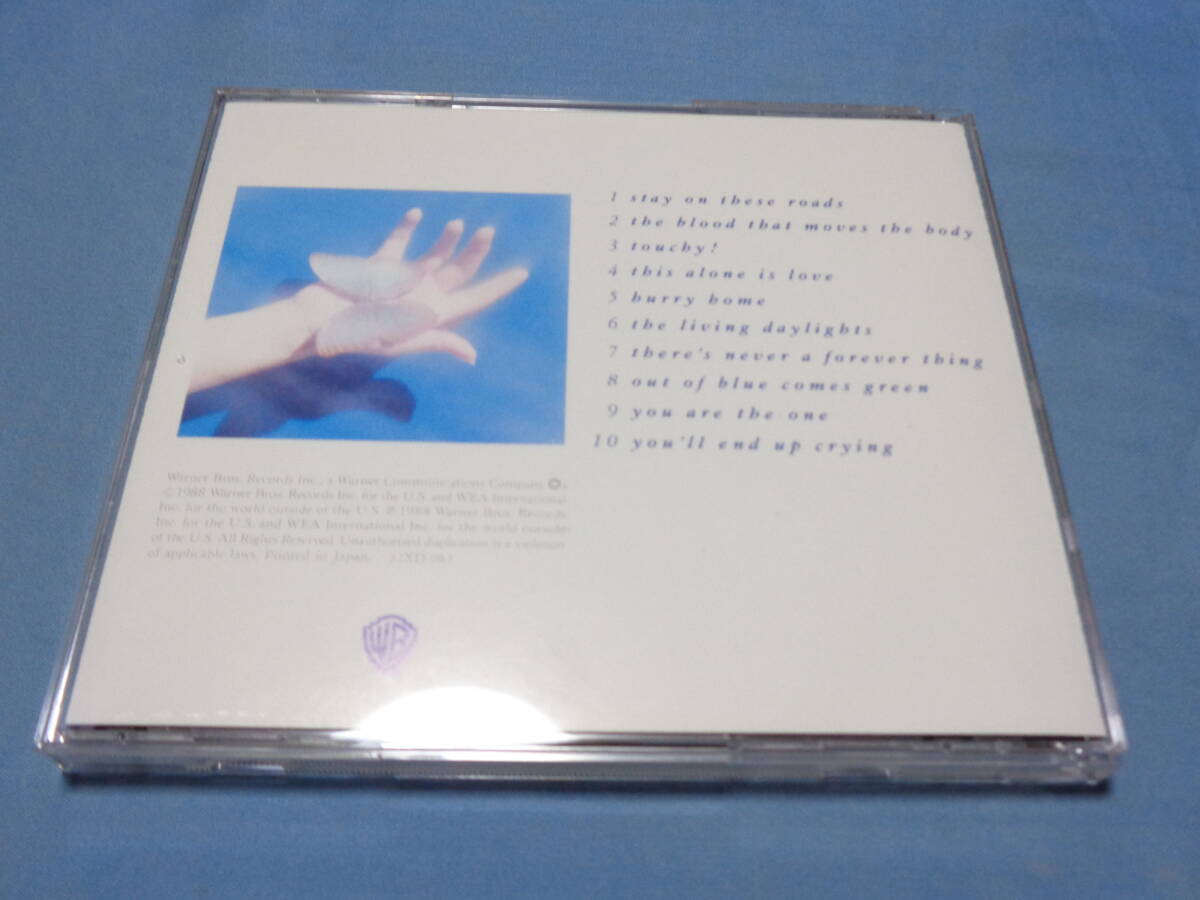 1 stay on these roads
2 the blood that moves the body
3 touchy!
4 this alone is love
5 hurry home
6 the living daylights
7 there's never a forever thing
8 out of blue comes green
9 you are the one
10 you'll end up crying
Warner Bros. Records Inc., a Warner Communications Company
© 1988 Warner Bros. Records Inc. for the U.S. and WEA International
Inc. for the world outside of the U.S. ℗ 1988 Warner Bros. Records
Inc. for the U.S. and WEA International Inc. for the world outside
of the U.S. All Rights Reserved. Unauthorized duplication is a violation
of applicable laws. Printed in Japan.